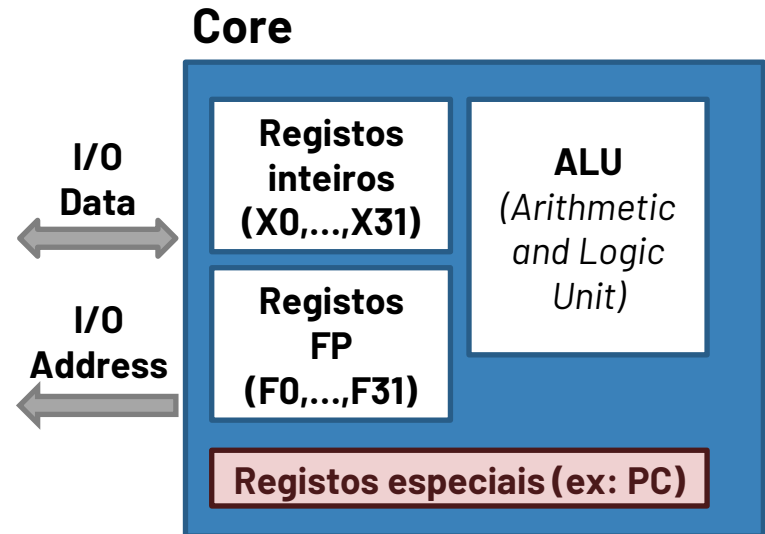 Core
I/O
Data
I/O
Address
Registos
inteiros
(X0,...,X31)
Registos
FP
(F0,...,F31)
ALU
(Arithmetic
and Logic
Unit)
Registos especiais (ex: PC)